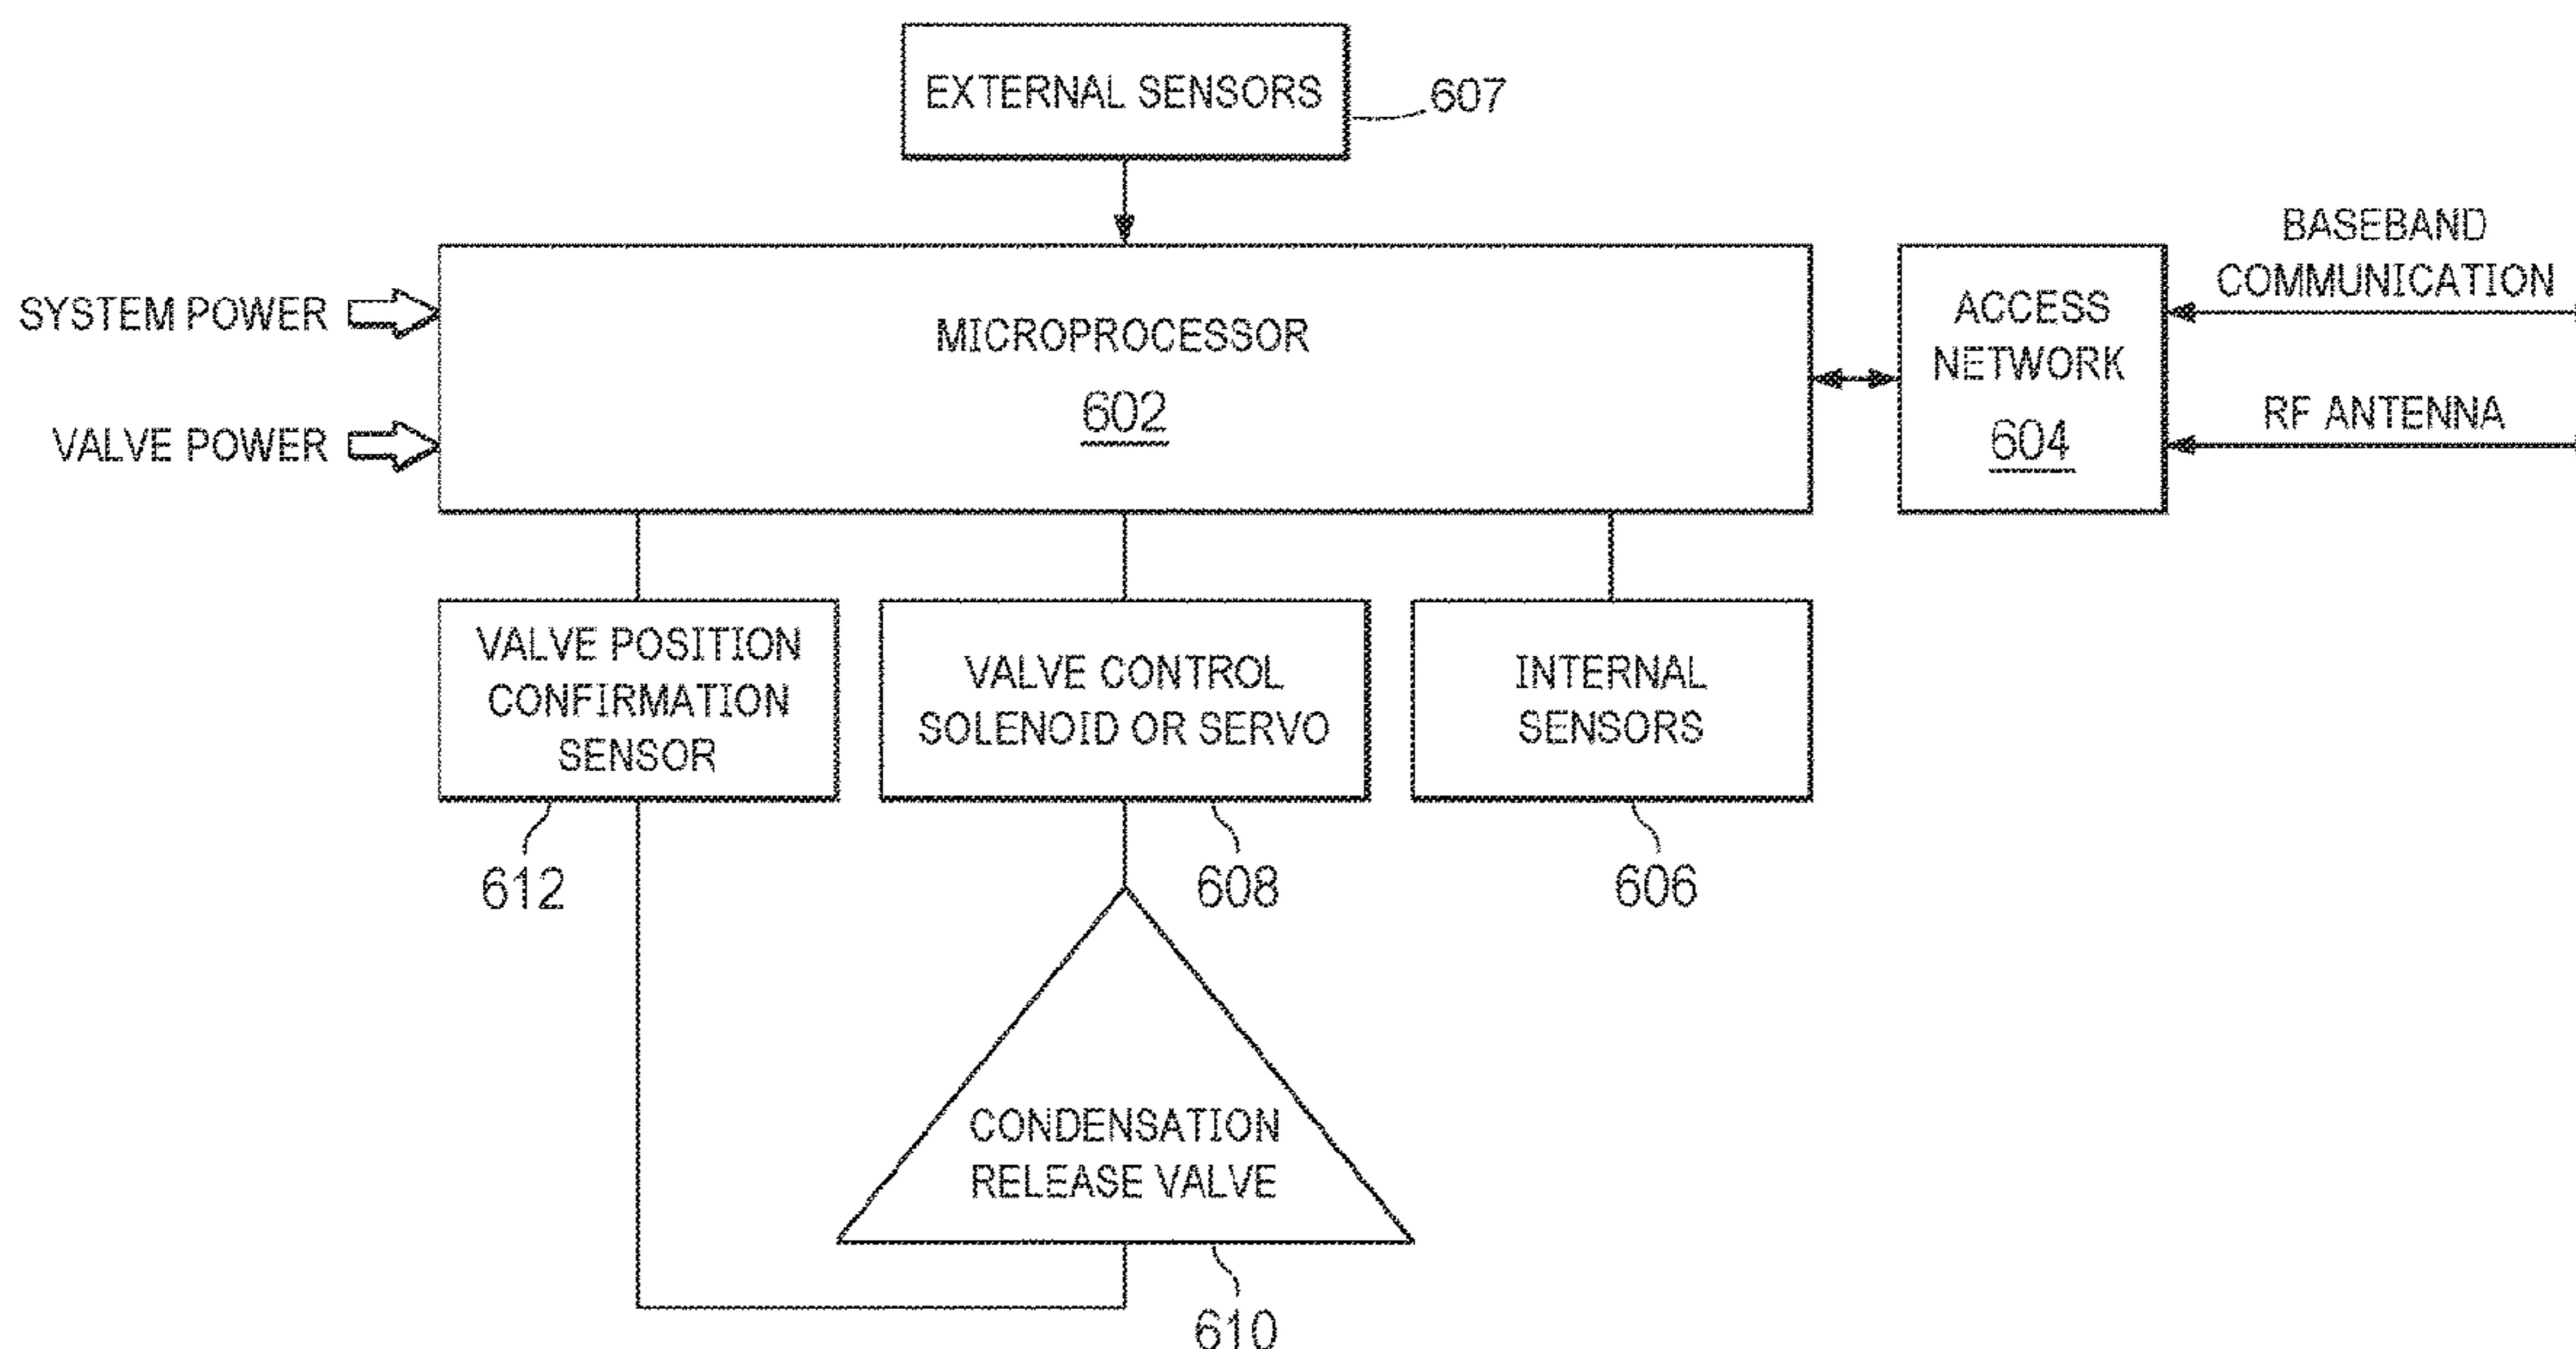 EXTERNAL SENSORS
607
SYSTEM POWER
VALVE POWER
MICROPROCESSOR
602
ACCESS
NETWORK
604
BASEBAND
COMMUNICATION
RF ANTENNA
VALVE POSITION
CONFIRMATION
SENSOR
612
VALVE CONTROL
SOLENOID OR SERVO
608
INTERNAL
SENSORS
606
CONDENSATION
RELEASE VALVE
610